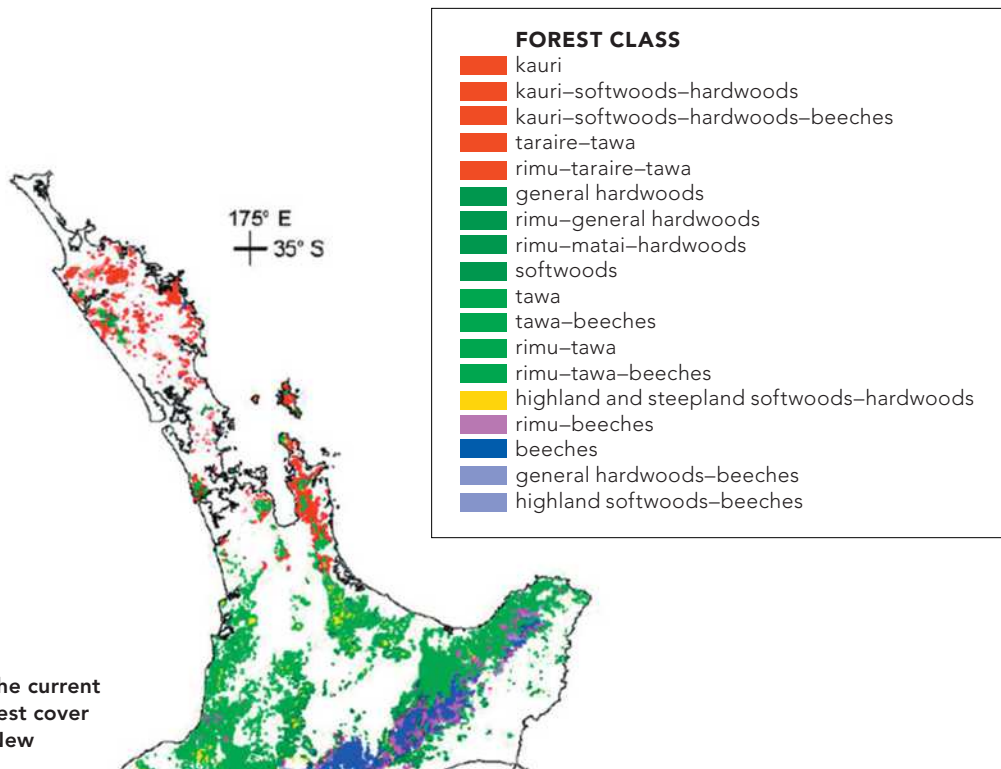 FOREST CLASS
kauri
kauri–softwoods–hardwoods
kauri–softwoods–hardwoods–beeches
taraire–tawa
rimu–taraire–tawa
general hardwoods
rimu–general hardwoods
rimu–matai–hardwoods
softwoods
tawa
tawa–beeches
rimu–tawa
rimu–tawa–beeches
highland and steepland softwoods–hardwoods
rimu–beeches
beeches
general hardwoods–beeches
highland softwoods–beeches
175° E
35° S
he current
est cover